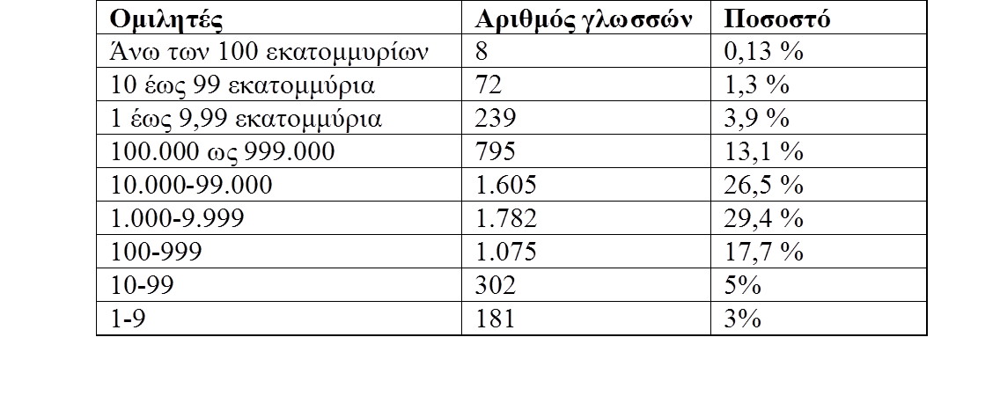 Ομιλητές Αριθμός γλωσσών Ποσοστό
Άνω των 100 εκατομμυρίων 8 0,13 %
10 έως 99 εκατομμύρια 72 1,3 %
1 έως 9,99 εκατομμύρια 239 3,9 %
100.000 ως 999.000 795 13,1 %
10.000-99.000 1.605 26,5 %
1.000-9.999 1.782 29,4 %
100-999 1.075 17,7 %
10-99 302 5%
1-9 181 3%